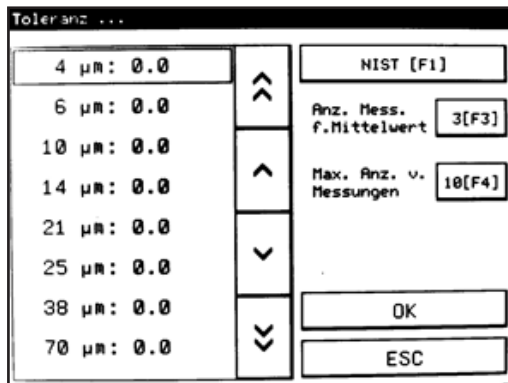 Toleranz ...
4 µm: 0.0
6 µm: 0.0
10 µm: 0.0
14 µm: 0.0
21 µm: 0.0
25 µm: 0.0
38 µm: 0.0
70 µm: 0.0
NIST [F1]
Anz. Mess.
f.Mittelwert
3[F3]
Max. Anz. v.
Messungen
10[F4]
OK
ESC